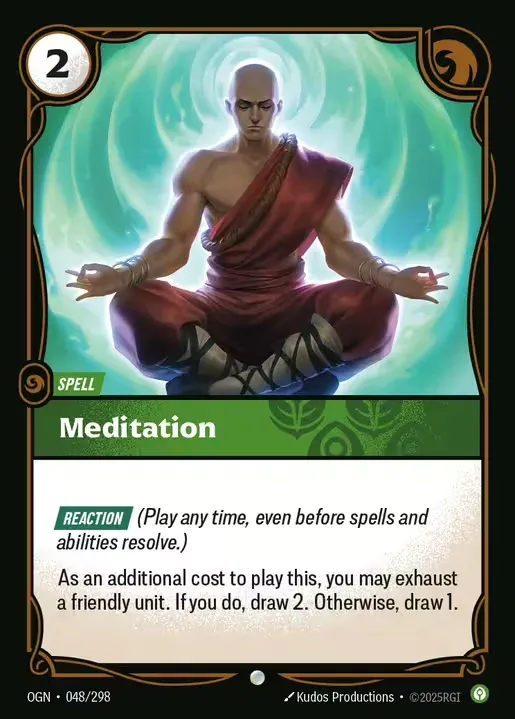 2
SPELL
Meditation
REACTION (Play any time, even before spells and
abilities resolve.)
As an additional cost to play this, you may exhaust
a friendly unit. If you do, draw 2. Otherwise, draw 1.
OGN • 048/298
Kudos Productions • ©2025RGI